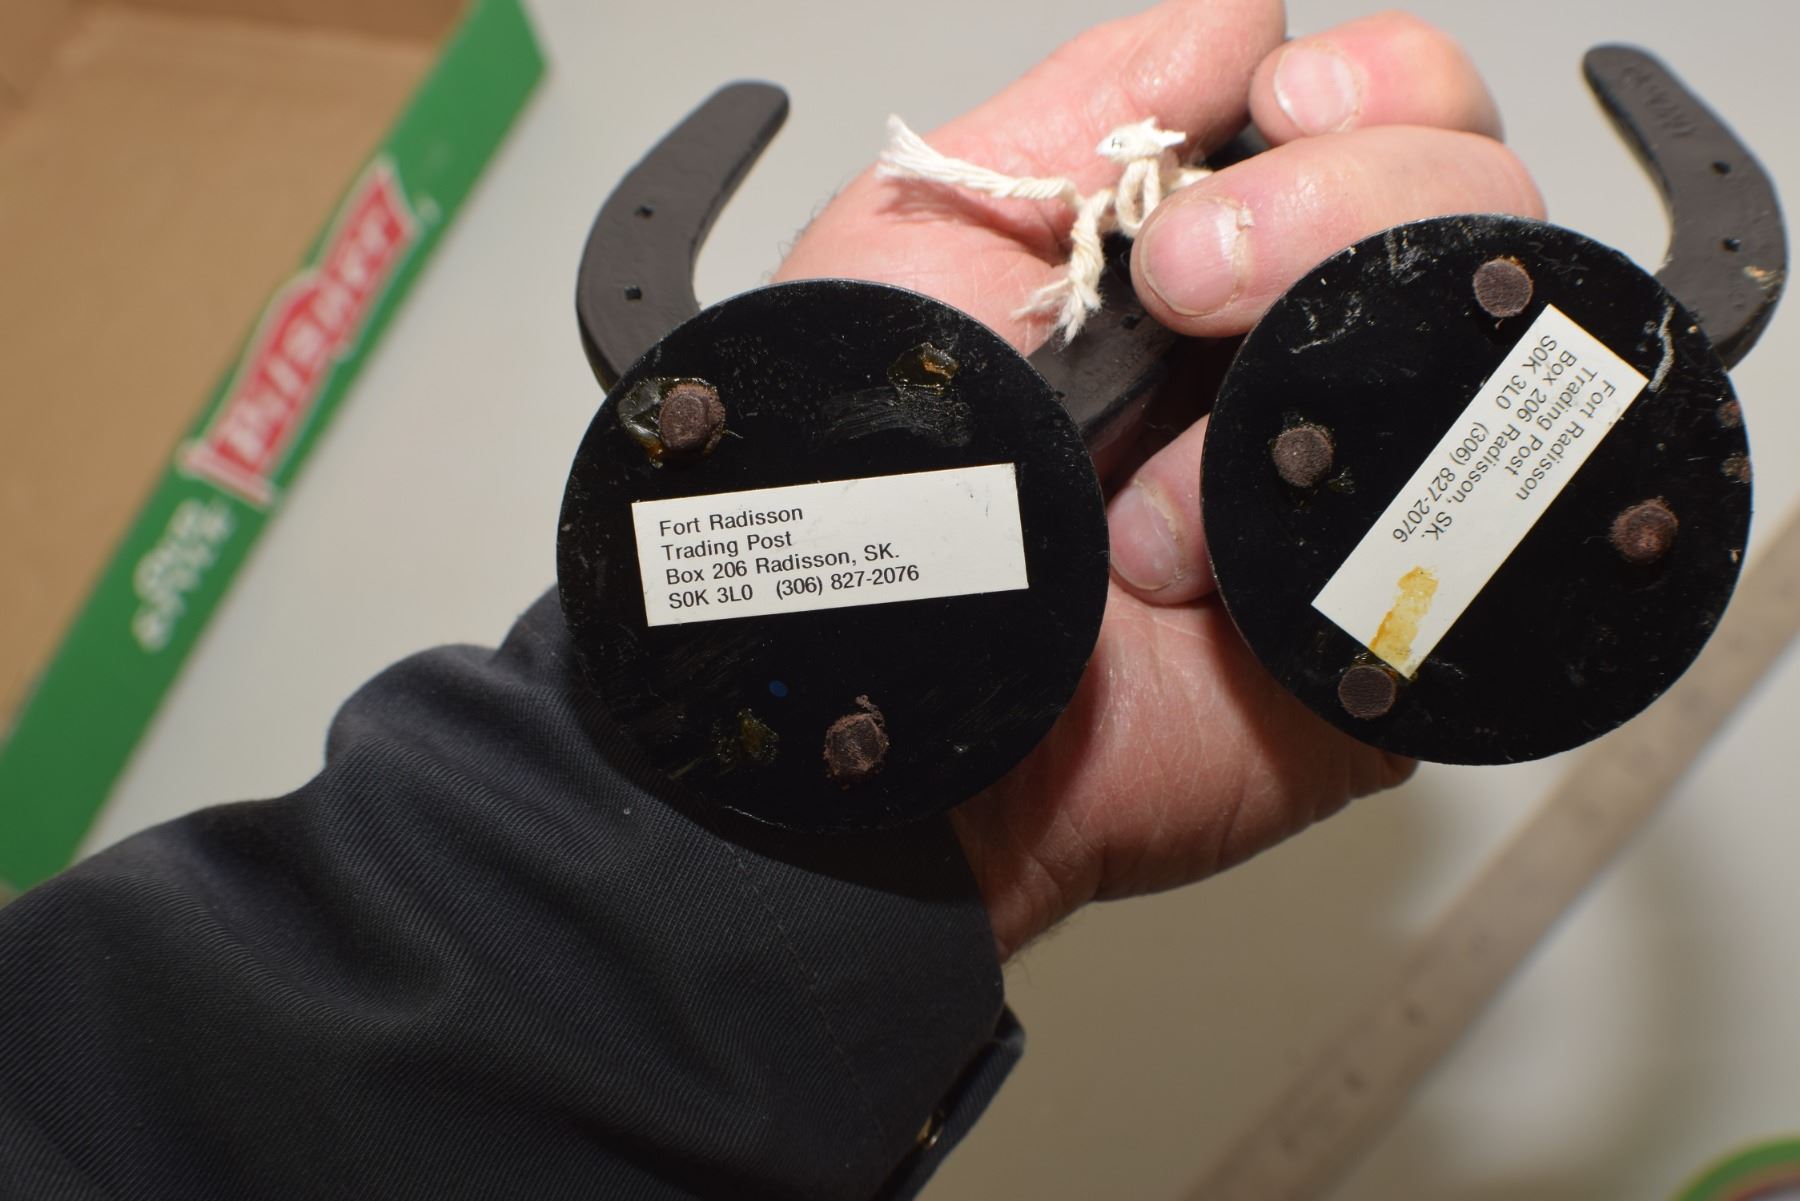 Fort Radisson
Trading Post
Box 206 Radisson, SK.
S0K 3L0 (306) 827-2076
Fort Radisson
Trading Post
Box 206 Radisson, SK.
S0K 3L0 (306) 827-2076